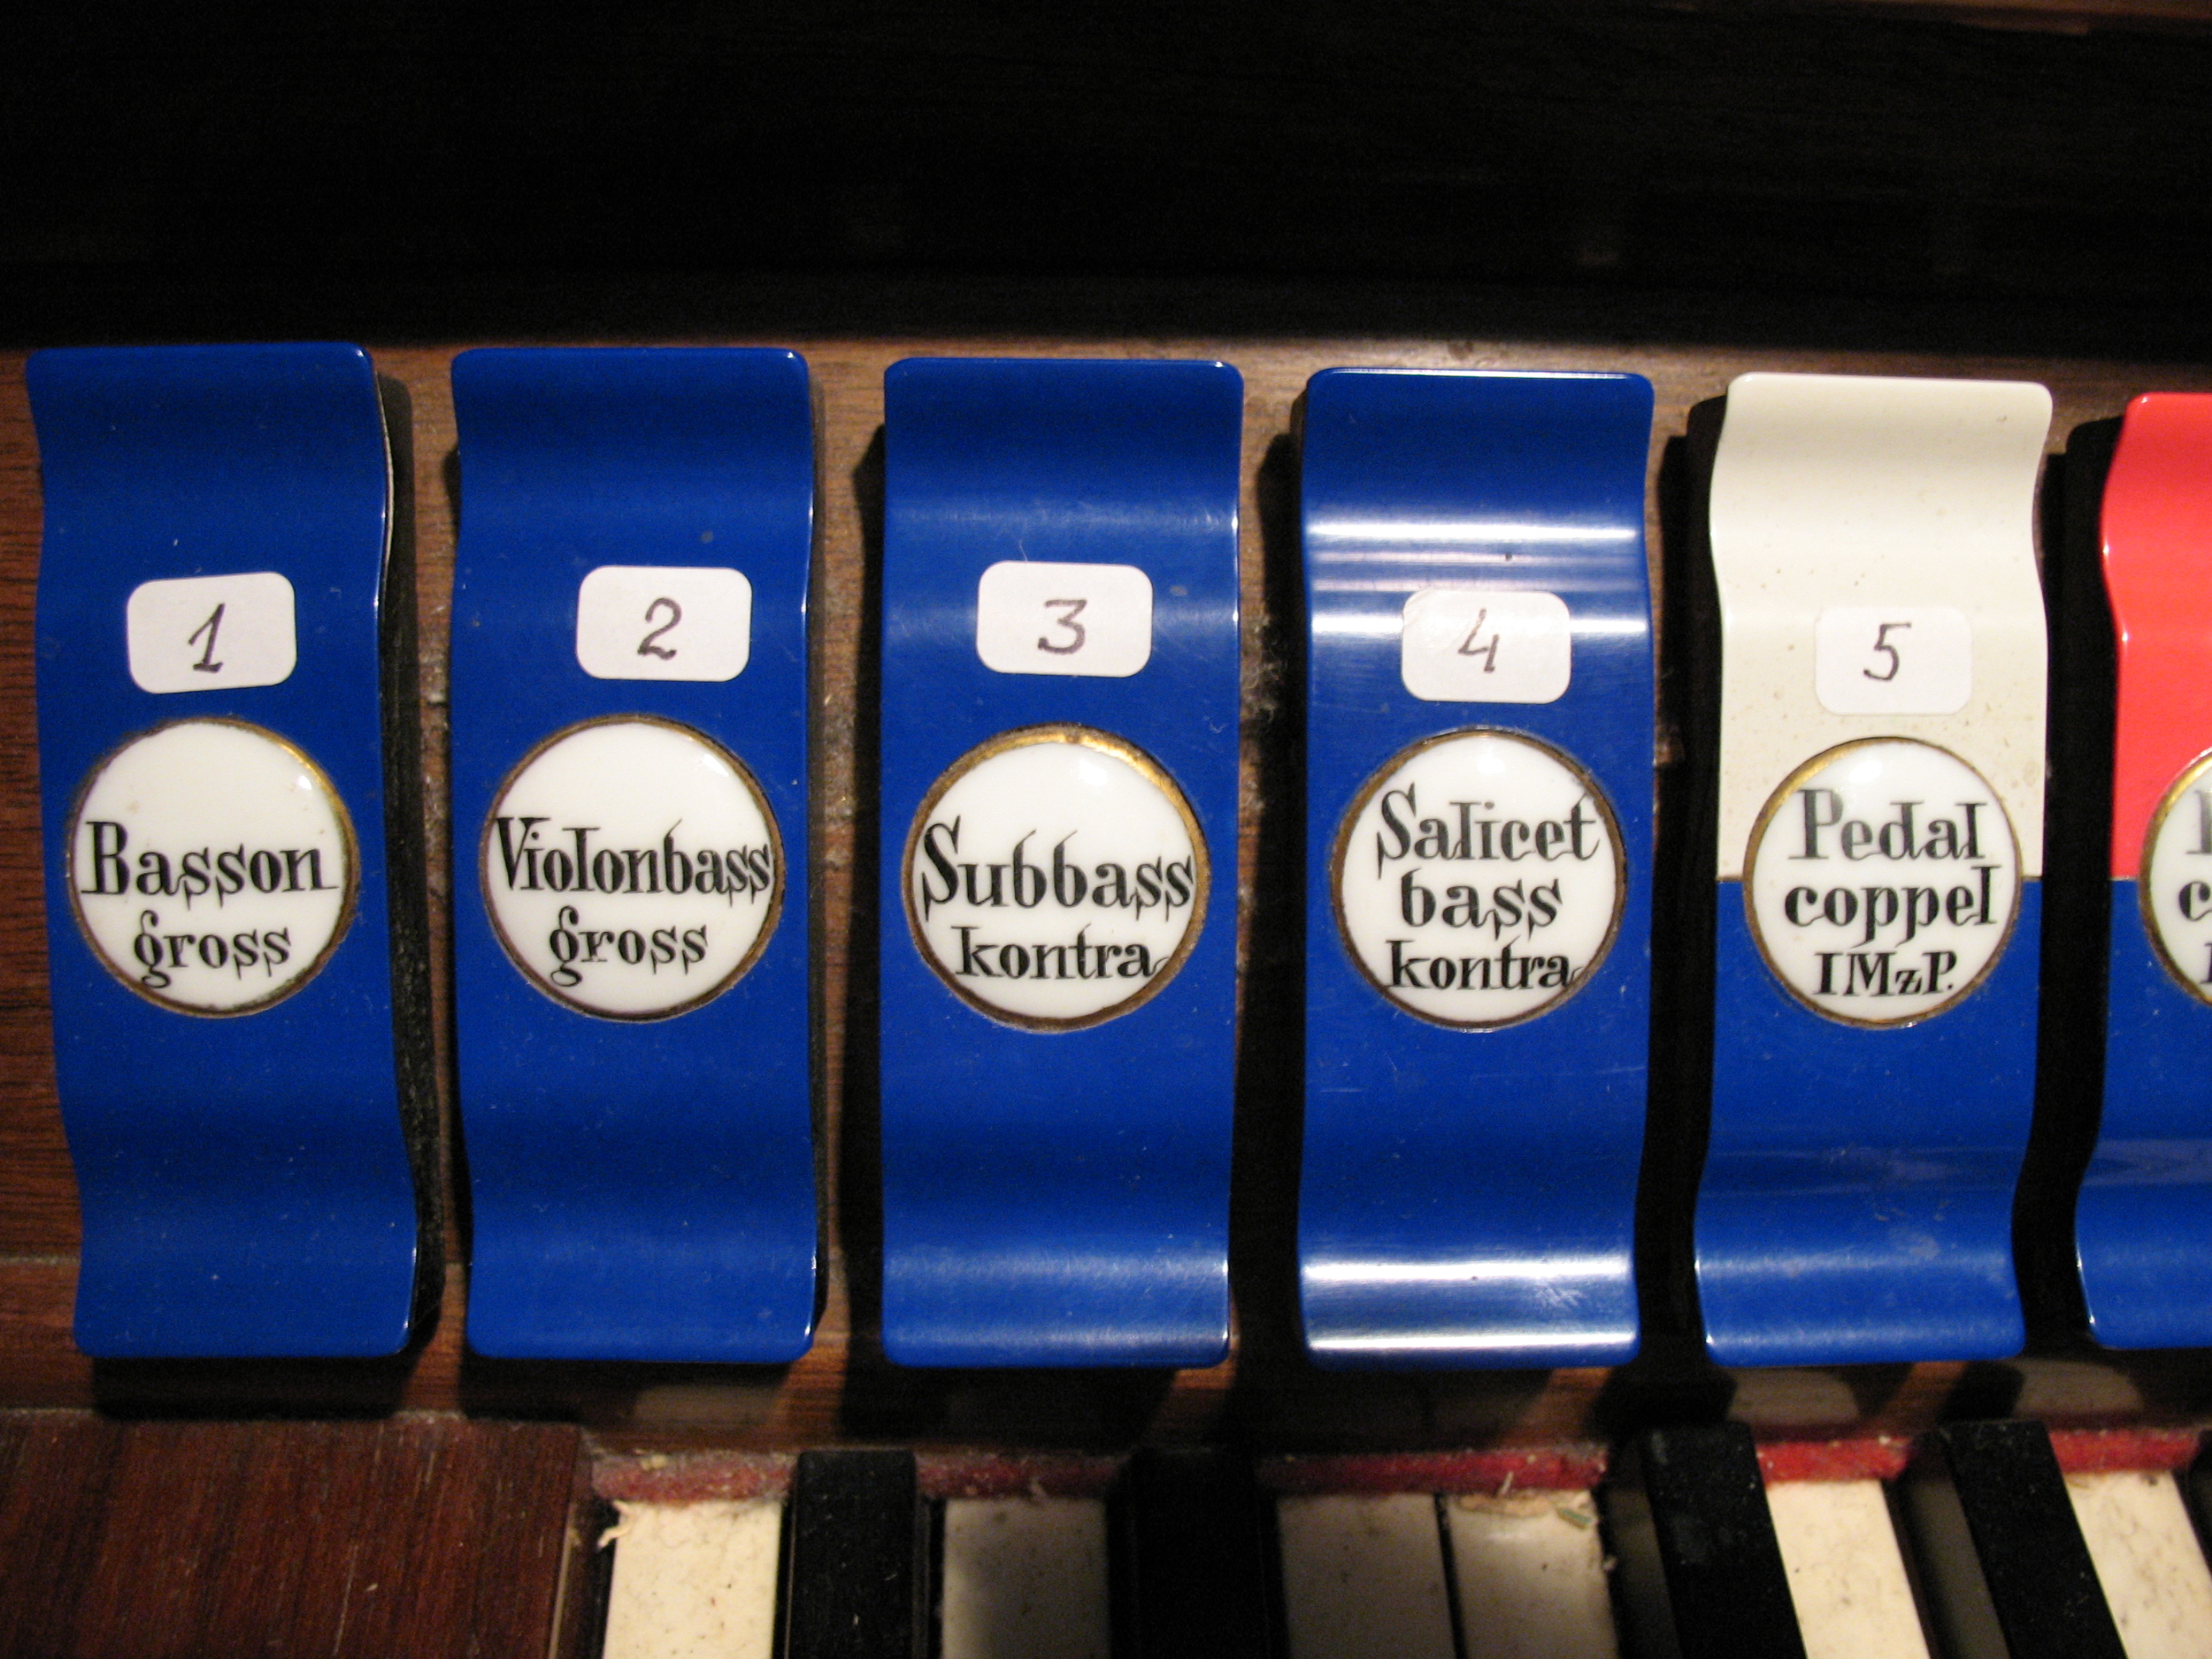 1
Basson
gross
2
Violonbass
gross
3
Subbass
kontra
4
Salicet
bass
kontra
5
Pedal
coppel
IMzP.